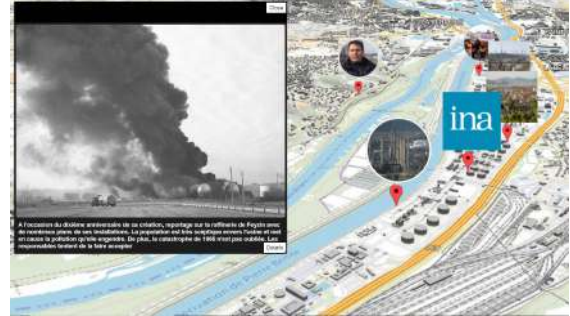 Close
A l'occasion du dixième anniversaire de sa création, reportage sur la raffinerie de Feyzin avec
de nombreux plans de ses installations. La population est très sceptique envers l'usine et met
en cause la pollution qu'elle engendre. De plus, la catastrophe de 1966 n'est pas oubliée. Les
responsables tentent de la faire accepter
Details
ina